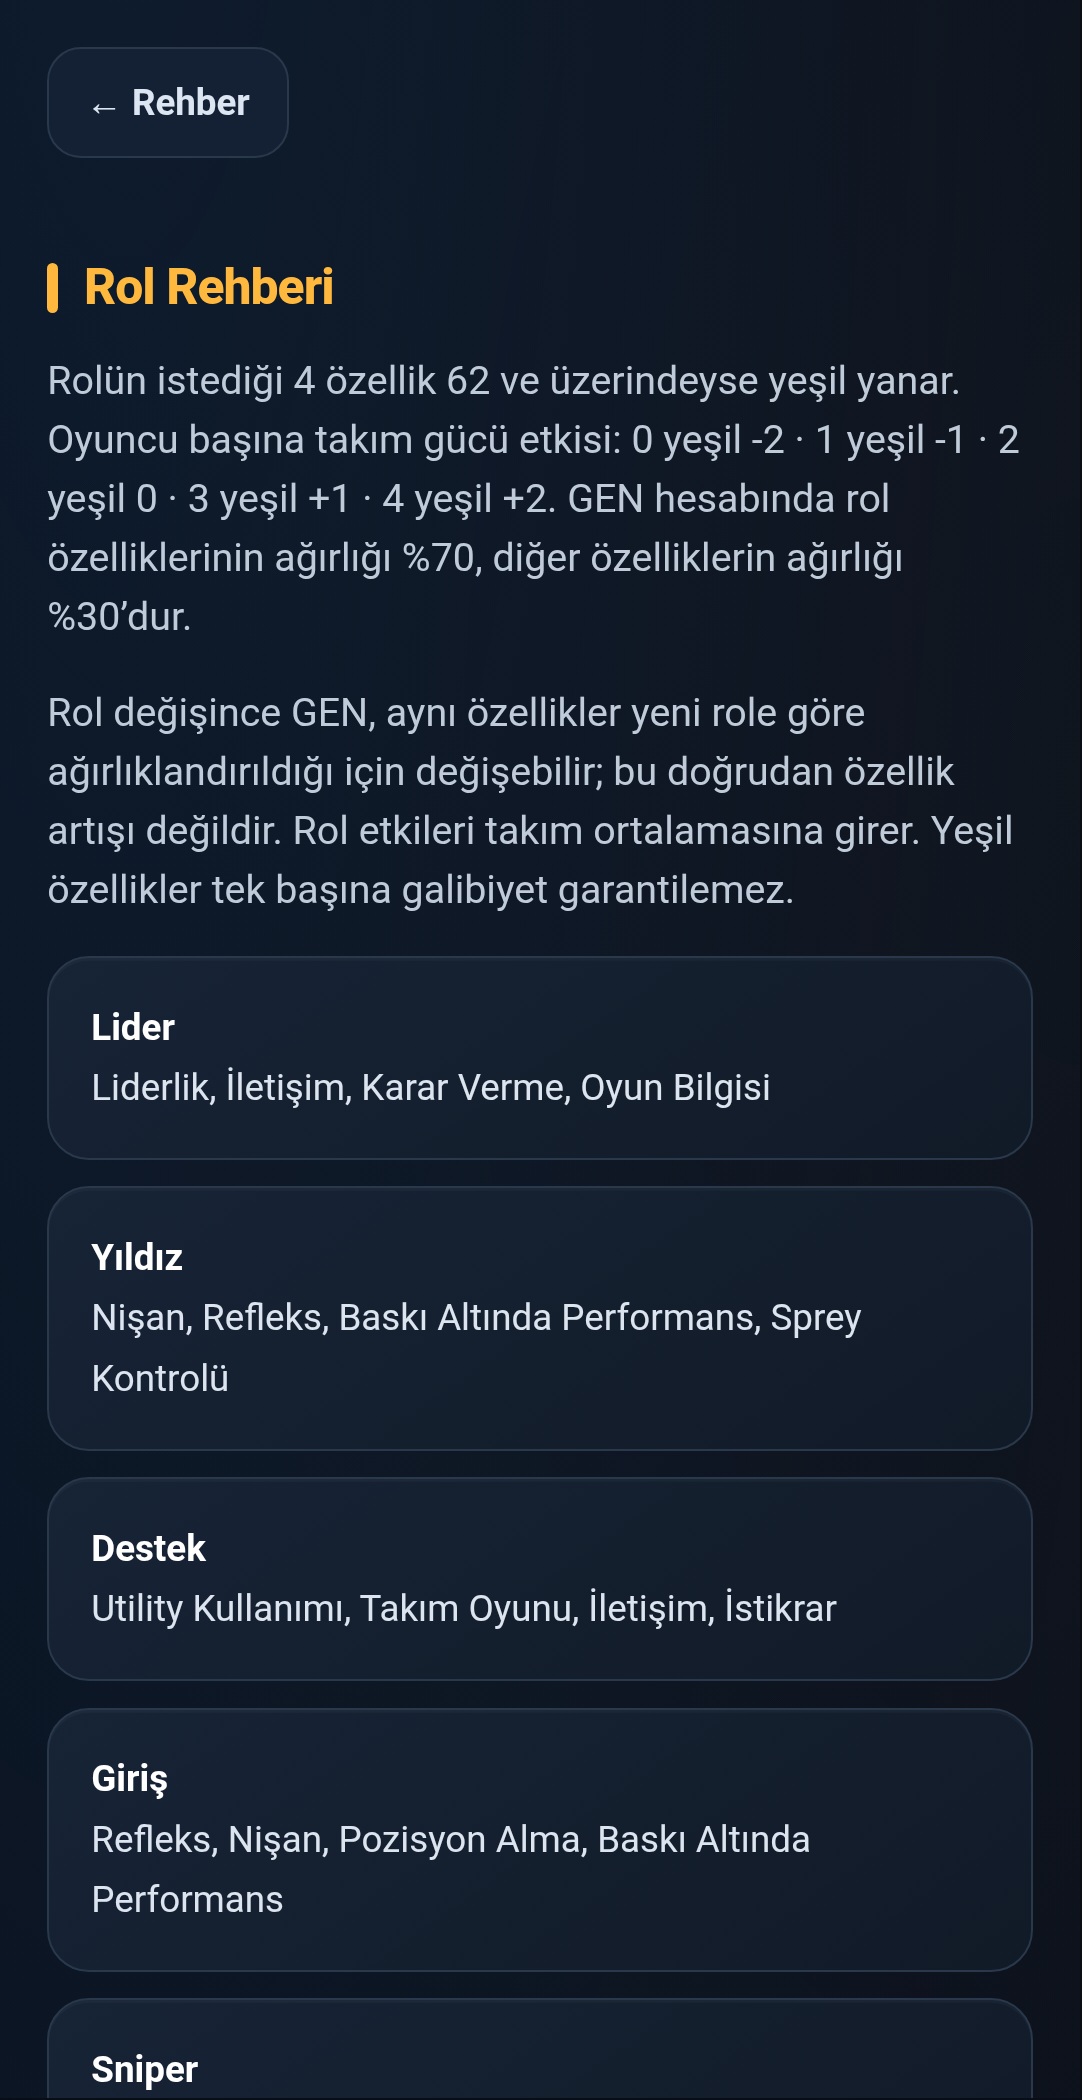 ← Rehber
Rol Rehberi
Rolün istediği 4 özellik 62 ve üzerindeyse yeşil yanar.
Oyuncu başına takım gücü etkisi: 0 yeşil -2 · 1 yeşil -1 · 2
yeşil 0 · 3 yeşil +1 · 4 yeşil +2. GEN hesabında rol
özelliklerinin ağırlığı %70, diğer özelliklerin ağırlığı
%30’dur.
Rol değişince GEN, aynı özellikler yeni role göre
ağırlıklandırıldığı için değişebilir; bu doğrudan özellik
artışı değildir. Rol etkileri takım ortalamasına girer. Yeşil
özellikler tek başına galibiyet garantilemez.
Lider
Liderlik, İletişim, Karar Verme, Oyun Bilgisi
Yıldız
Nişan, Refleks, Baskı Altında Performans, Sprey
Kontrolü
Destek
Utility Kullanımı, Takım Oyunu, İletişim, İstikrar
Giriş
Refleks, Nişan, Pozisyon Alma, Baskı Altında
Performans
Sniper